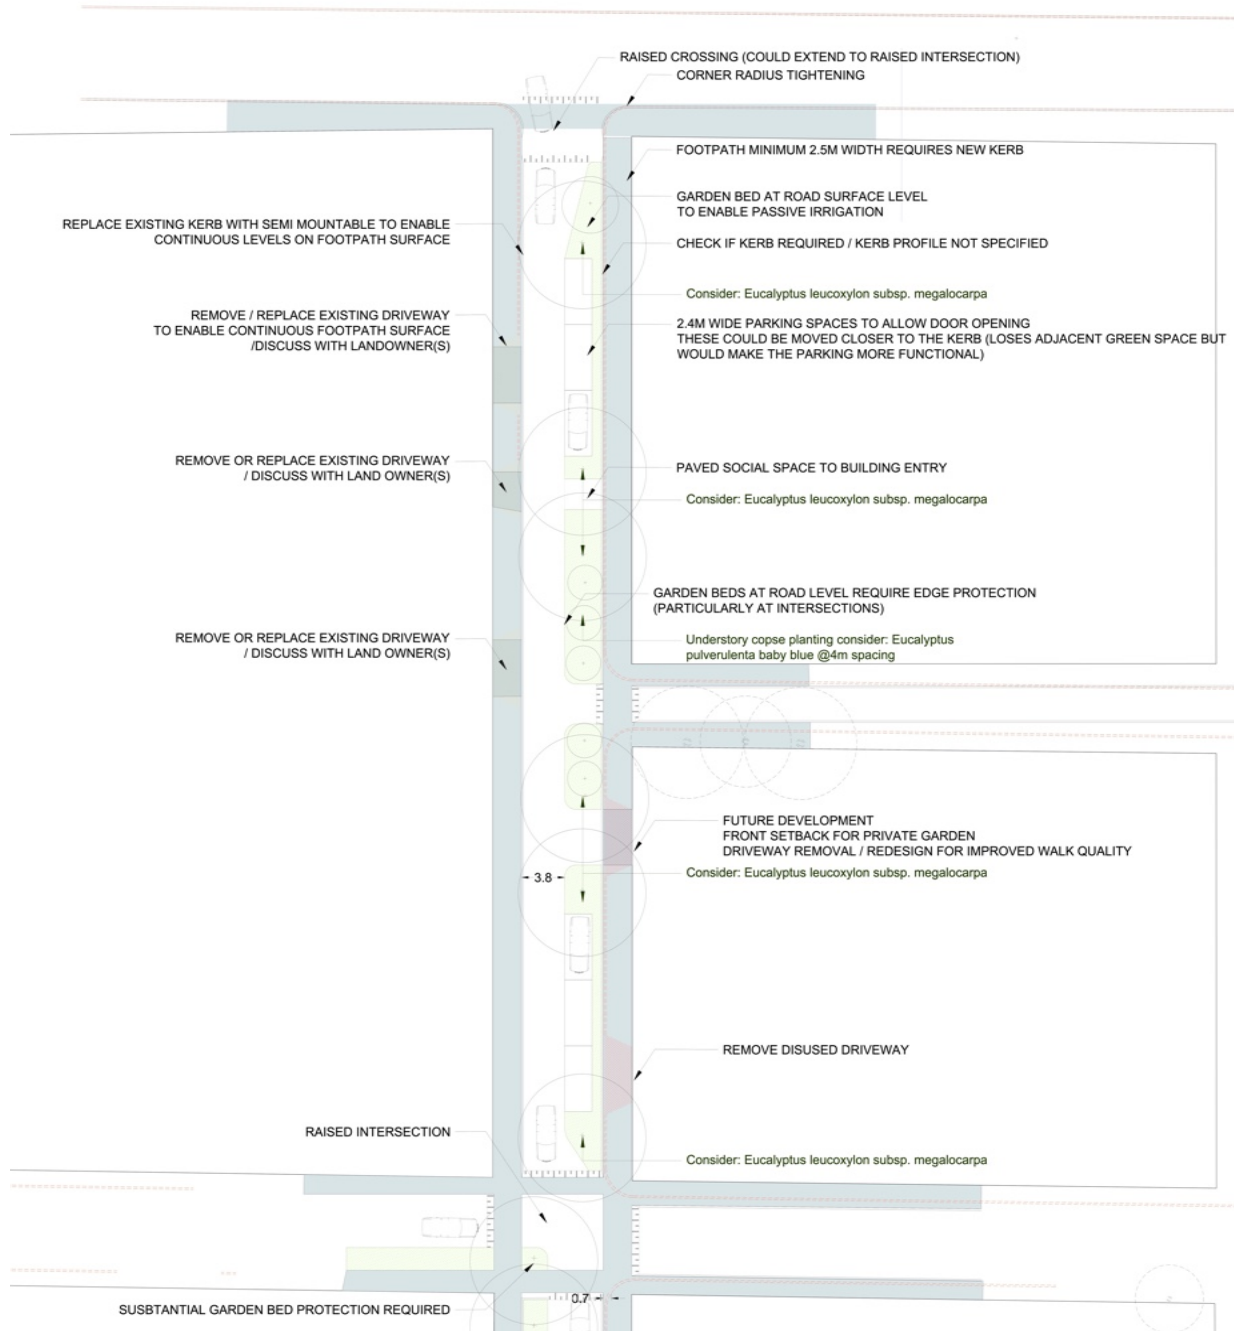 RAISED CROSSING (COULD EXTEND TO RAISED INTERSECTION)
CORNER RADIUS TIGHTENING
FOOTPATH MINIMUM 2.5M WIDTH REQUIRES NEW KERB
GARDEN BED AT ROAD SURFACE LEVEL
TO ENABLE PASSIVE IRRIGATION
REPLACE EXISTING KERB WITH SEMI MOUNTABLE TO ENABLE
CONTINUOUS LEVELS ON FOOTPATH SURFACE
CHECK IF KERB REQUIRED / KERB PROFILE NOT SPECIFIED
Consider: Eucalyptus leucoxylon subsp. megalocarpa
REMOVE / REPLACE EXISTING DRIVEWAY
TO ENABLE CONTINUOUS FOOTPATH SURFACE
/DISCUSS WITH LANDOWNER(S)
2.4M WIDE PARKING SPACES TO ALLOW DOOR OPENING
THESE COULD BE MOVED CLOSER TO THE KERB (LOSES ADJACENT GREEN SPACE BUT
WOULD MAKE THE PARKING MORE FUNCTIONAL)
REMOVE OR REPLACE EXISTING DRIVEWAY
/ DISCUSS WITH LAND OWNER(S)
PAVED SOCIAL SPACE TO BUILDING ENTRY
Consider: Eucalyptus leucoxylon subsp. megalocarpa
GARDEN BEDS AT ROAD LEVEL REQUIRE EDGE PROTECTION
(PARTICULARLY AT INTERSECTIONS)
REMOVE OR REPLACE EXISTING DRIVEWAY
/ DISCUSS WITH LAND OWNER(S)
Understory copse planting consider: Eucalyptus
pulverulenta baby blue @4m spacing
FUTURE DEVELOPMENT
FRONT SETBACK FOR PRIVATE GARDEN
DRIVEWAY REMOVAL / REDESIGN FOR IMPROVED WALK QUALITY
Consider: Eucalyptus leucoxylon subsp. megalocarpa
3.8
REMOVE DISUSED DRIVEWAY
RAISED INTERSECTION
Consider: Eucalyptus leucoxylon subsp. megalocarpa
SUSBTANTIAL GARDEN BED PROTECTION REQUIRED
0.7